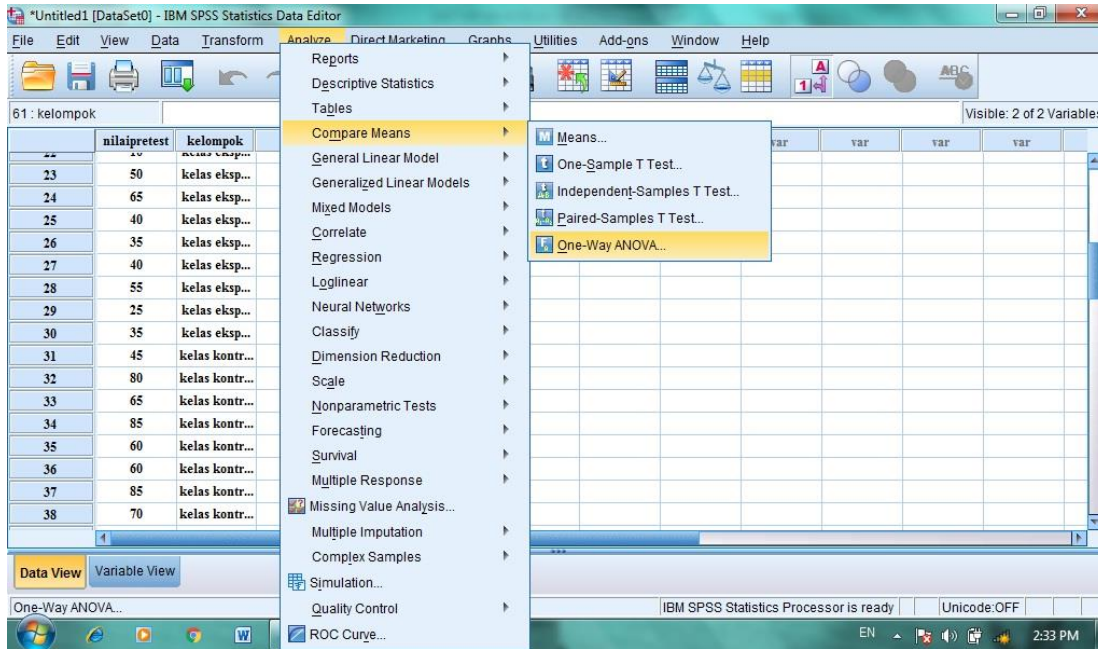 *Untitled1 [DataSet0] - IBM SPSS Statistics Data Editor
File Edit View Data Transform Analyze Direct Marketing Graphs Utilities Add-ons Window Help
61 : kelompok
Visible: 2 of 2 Variables
nilaipretest kelompok var var var var
23 50 kelas eksp...
24 65 kelas eksp...
25 40 kelas eksp...
26 35 kelas eksp...
27 40 kelas eksp...
28 55 kelas eksp...
29 25 kelas eksp...
30 35 kelas eksp...
31 45 kelas kontr...
32 80 kelas kontr...
33 65 kelas kontr...
34 85 kelas kontr...
35 60 kelas kontr...
36 60 kelas kontr...
37 85 kelas kontr...
38 70 kelas kontr...
Reports
Descriptive Statistics
Tables
Compare Means
General Linear Model
Generalized Linear Models
Mixed Models
Correlate
Regression
Loglinear
Neural Networks
Classify
Dimension Reduction
Scale
Nonparametric Tests
Forecasting
Survival
Multiple Response
Missing Value Analysis...
Multiple Imputation
Complex Samples
Simulation...
Quality Control
ROC Curve...
Means...
One-Sample T Test...
Independent-Samples T Test...
Paired-Samples T Test...
One-Way ANOVA...
Data View Variable View
One-Way ANOVA...
IBM SPSS Statistics Processor is ready
Unicode:OFF
EN
2:33 PM